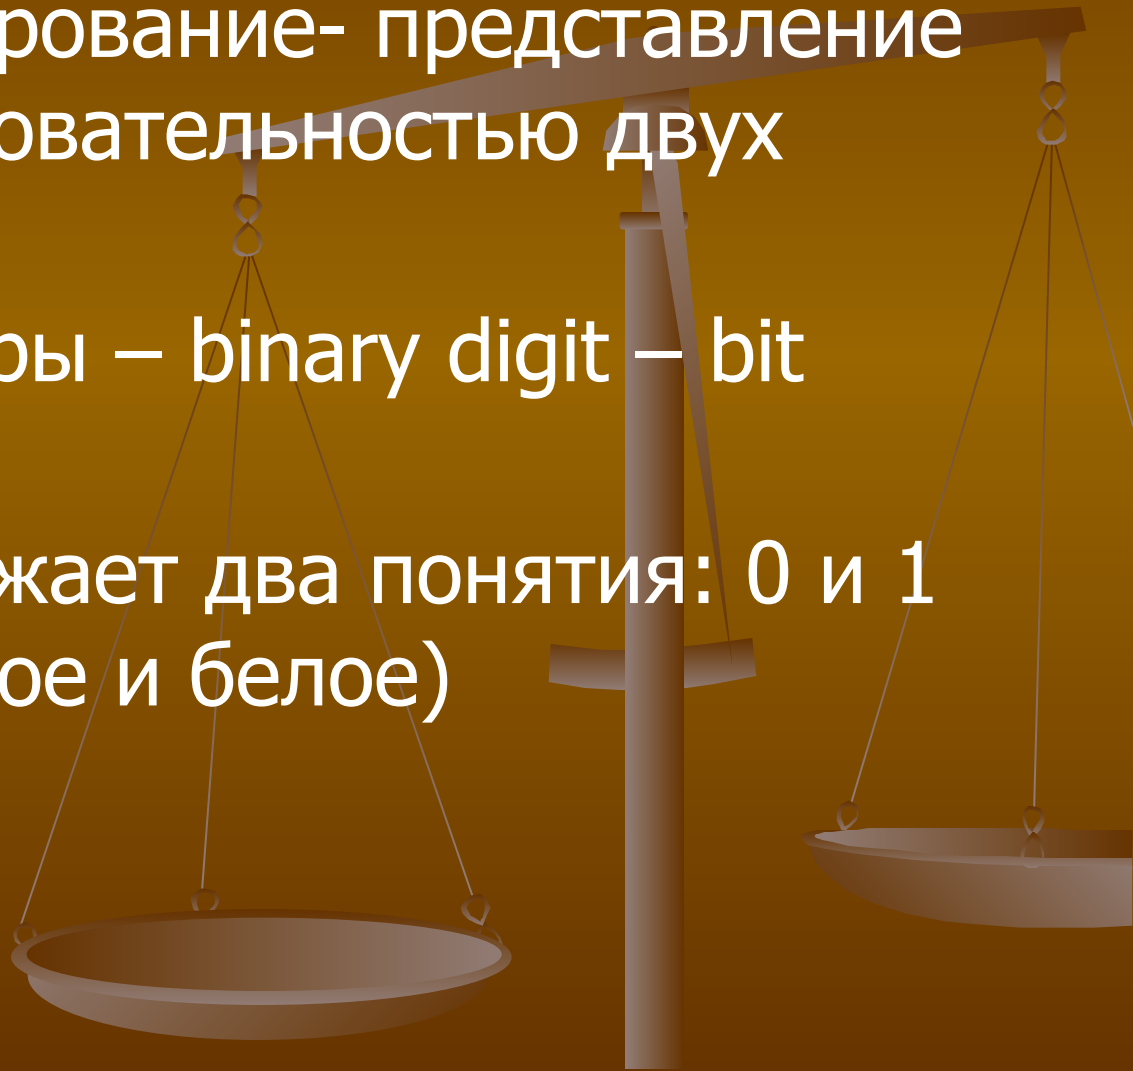 рование- представление
овательностью двух
ры – binary digit – bit
жает два понятия: 0 и 1
ое и белое)